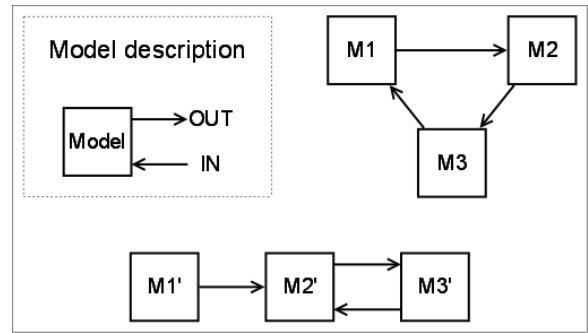 Model description
Model
OUT
IN
M1
M2
M3
M1'
M2'
M3'